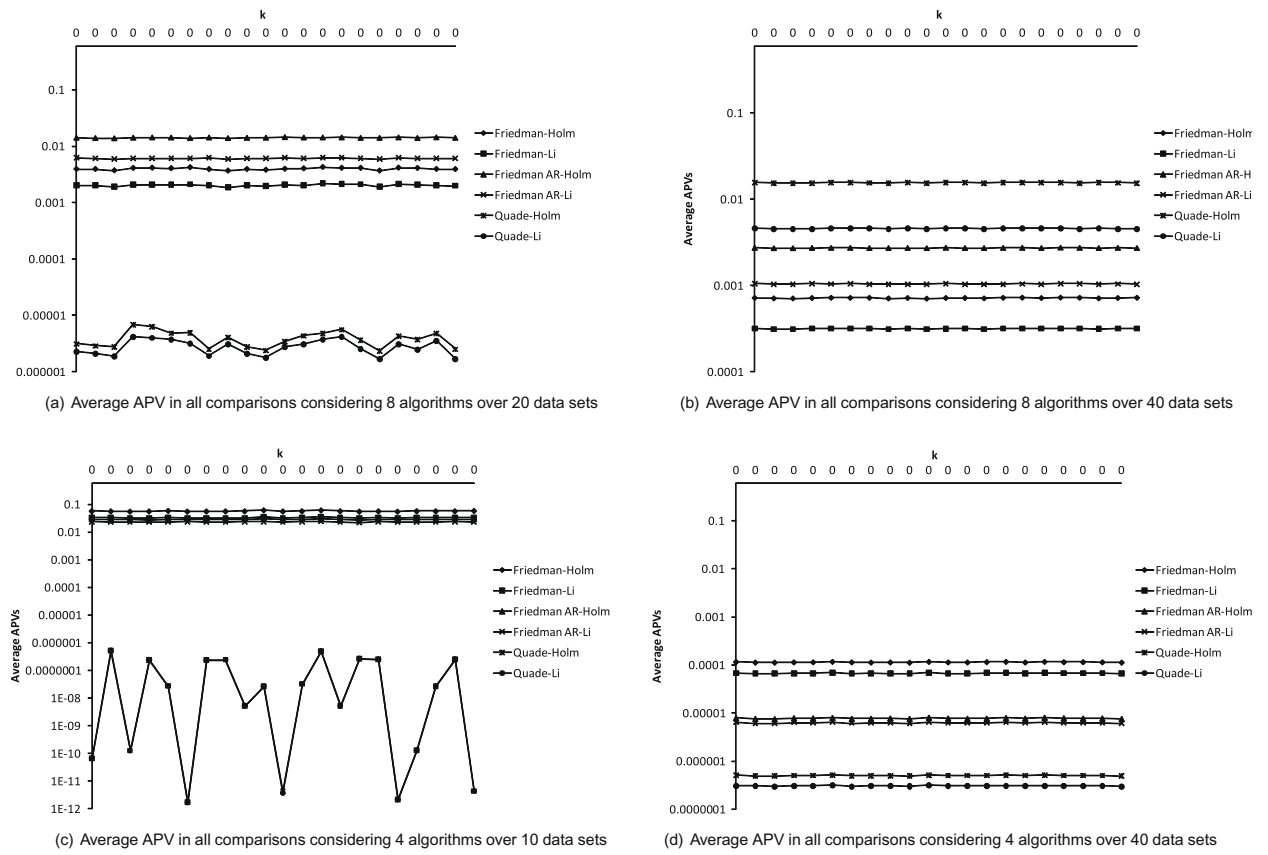 k
0 0 0 0 0 0 0 0 0 0 0 0 0 0 0 0 0 0 0 0 0
0.1
0.01
0.001
0.0001
0.00001
0.000001
Friedman-Holm
Friedman-Li
Friedman AR-Holm
Friedman AR-Li
Quade-Holm
Quade-Li
(a) Average APV in all comparisons considering 8 algorithms over 20 data sets
k
0 0 0 0 0 0 0 0 0 0 0 0 0 0 0 0 0 0 0 0 0
Average APVs
0.1
0.01
0.001
0.0001
Friedman-Holm
Friedman-Li
Friedman AR-H
Friedman AR-Li
Quade-Holm
Quade-Li
(b) Average APV in all comparisons considering 8 algorithms over 40 data sets
k
0 0 0 0 0 0 0 0 0 0 0 0 0 0 0 0 0 0 0 0 0
Average APVs
0.1
0.01
0.001
0.0001
0.00001
0.000001
0.0000001
1E-08
1E-09
1E-10
1E-11
1E-12
Friedman-Holm
Friedman-Li
Friedman AR-Holm
Friedman AR-Li
Quade-Holm
Quade-Li
(c) Average APV in all comparisons considering 4 algorithms over 10 data sets
k
0 0 0 0 0 0 0 0 0 0 0 0 0 0 0 0 0 0 0 0 0
Average APVs
0.1
0.01
0.001
0.0001
0.00001
0.000001
0.0000001
Friedman-Holm
Friedman-Li
Friedman AR-Holm
Friedman AR-Li
Quade-Holm
Quade-Li
(d) Average APV in all comparisons considering 4 algorithms over 40 data sets